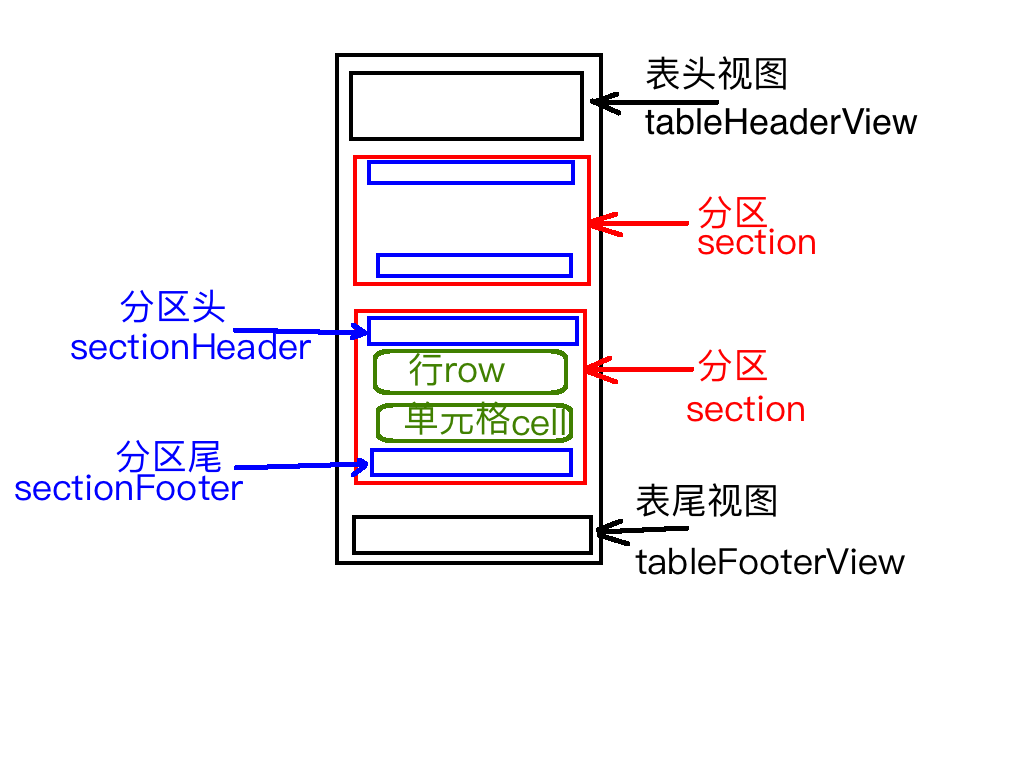 表头视图
tableHeaderView
分区
section
分区头
sectionHeader
行row
分区
section
单元格cell
分区尾
sectionFooter
表尾视图
tableFooterView